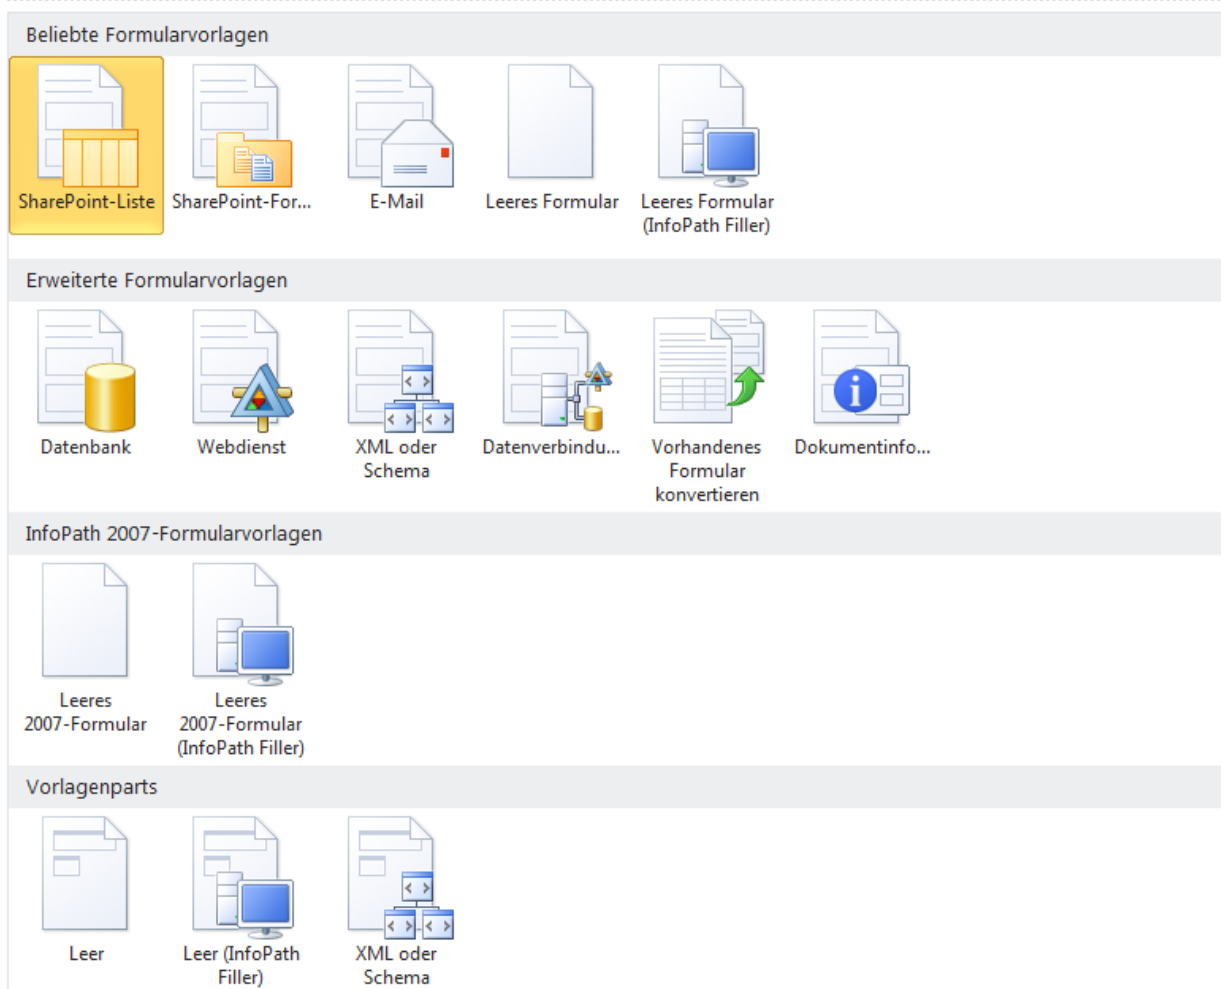 Beliebte Formularvorlagen
SharePoint-Liste
SharePoint-For...
E-Mail
Leeres Formular
Leeres Formular
(InfoPath Filler)
Erweiterte Formularvorlagen
Datenbank
Webdienst
XML oder
Schema
Datenverbindu...
Vorhandenes
Formular
konvertieren
Dokumentinfo...
InfoPath 2007-Formularvorlagen
Leeres
2007-Formular
Leeres
2007-Formular
(InfoPath Filler)
Vorlagenparts
Leer
Leer (InfoPath
Filler)
XML oder
Schema